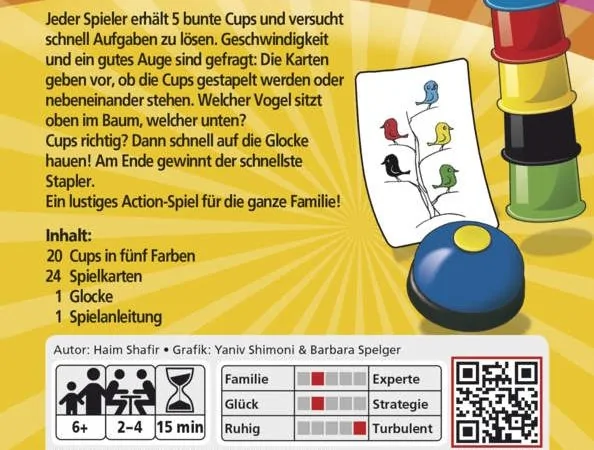 Jeder Spieler erhält 5 bunte Cups und versucht
schnell Aufgaben zu lösen. Geschwindigkeit
und ein gutes Auge sind gefragt: Die Karten
geben vor, ob die Cups gestapelt werden oder
nebeneinander stehen. Welcher Vogel sitzt
oben im Baum, welcher unten?
Cups richtig? Dann schnell auf die Glocke
hauen! Am Ende gewinnt der schnellste
Stapler.
Ein lustiges Action-Spiel für die ganze Familie!
Inhalt:
20 Cups in fünf Farben
24 Spielkarten
1 Glocke
1 Spielanleitung
Autor: Haim Shafir • Grafik: Yaniv Shimoni & Barbara Spelger
6+ 2–4 15 min
Familie Experte
Glück Strategie
Ruhig Turbulent